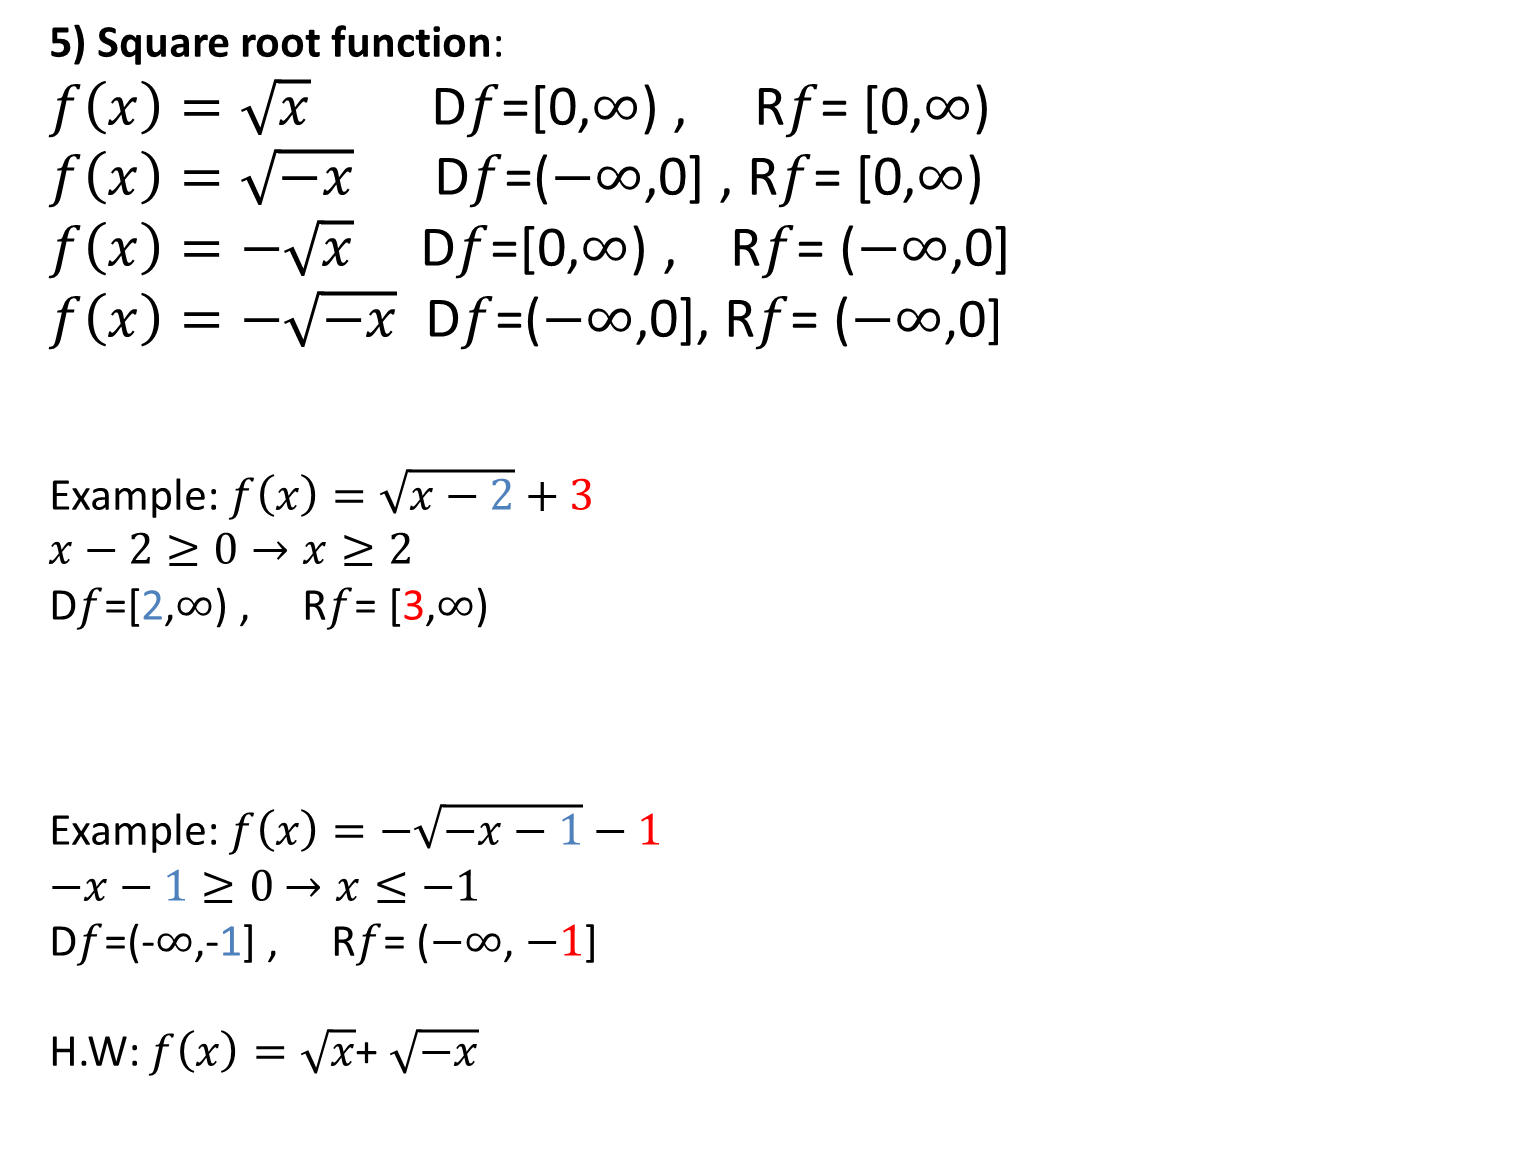 5) Square root function:
𝑓(𝑥) = √𝑥 D𝑓=[0,∞) , R𝑓= [0,∞)
𝑓(𝑥) = √−𝑥 D𝑓=(−∞,0] , R𝑓= [0,∞)
𝑓(𝑥) = −√𝑥 D𝑓=[0,∞) , R𝑓= (−∞,0]
𝑓(𝑥) = −√−𝑥 D𝑓=(−∞,0], R𝑓= (−∞,0]
Example: 𝑓(𝑥) = √(𝑥 − 2) + 3
𝑥 − 2 ≥ 0 → 𝑥 ≥ 2
D𝑓=[2,∞) , R𝑓= [3,∞)
Example: 𝑓(𝑥) = −√(−𝑥 − 1) − 1
−𝑥 − 1 ≥ 0 → 𝑥 ≤ −1
D𝑓=(-∞,-1] , R𝑓= (−∞, −1]
H.W: 𝑓(𝑥) = √𝑥+ √−𝑥